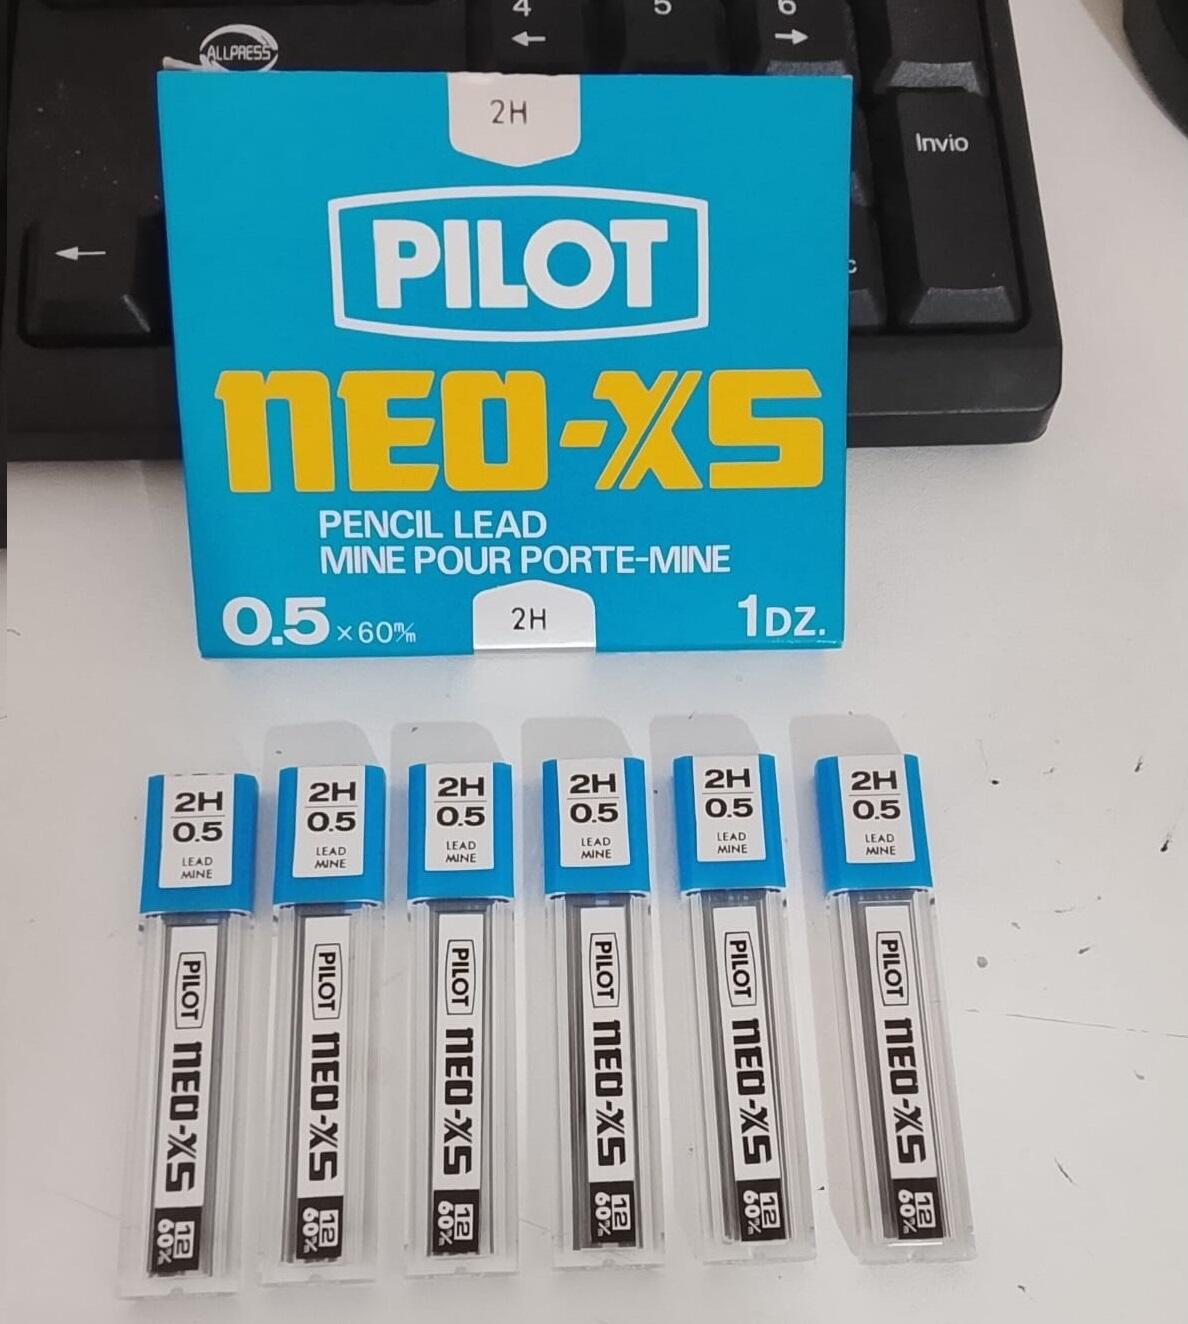 4
5
6
ALLPRESS
Invio
c
2H
PILOT
NEO-XS
PENCIL LEAD
MINE POUR PORTE-MINE
0.5 × 60 m/m
2H
1DZ.
2H
0.5
LEAD
MINE
PILOT NEO-XS 12 60 m/m
2H
0.5
LEAD
MINE
PILOT NEO-XS 12 60 m/m
2H
0.5
LEAD
MINE
PILOT NEO-XS 12 60 m/m
2H
0.5
LEAD
MINE
PILOT NEO-XS 12 60 m/m
2H
0.5
LEAD
MINE
PILOT NEO-XS 12 60 m/m
2H
0.5
LEAD
MINE
PILOT NEO-XS 12 60 m/m